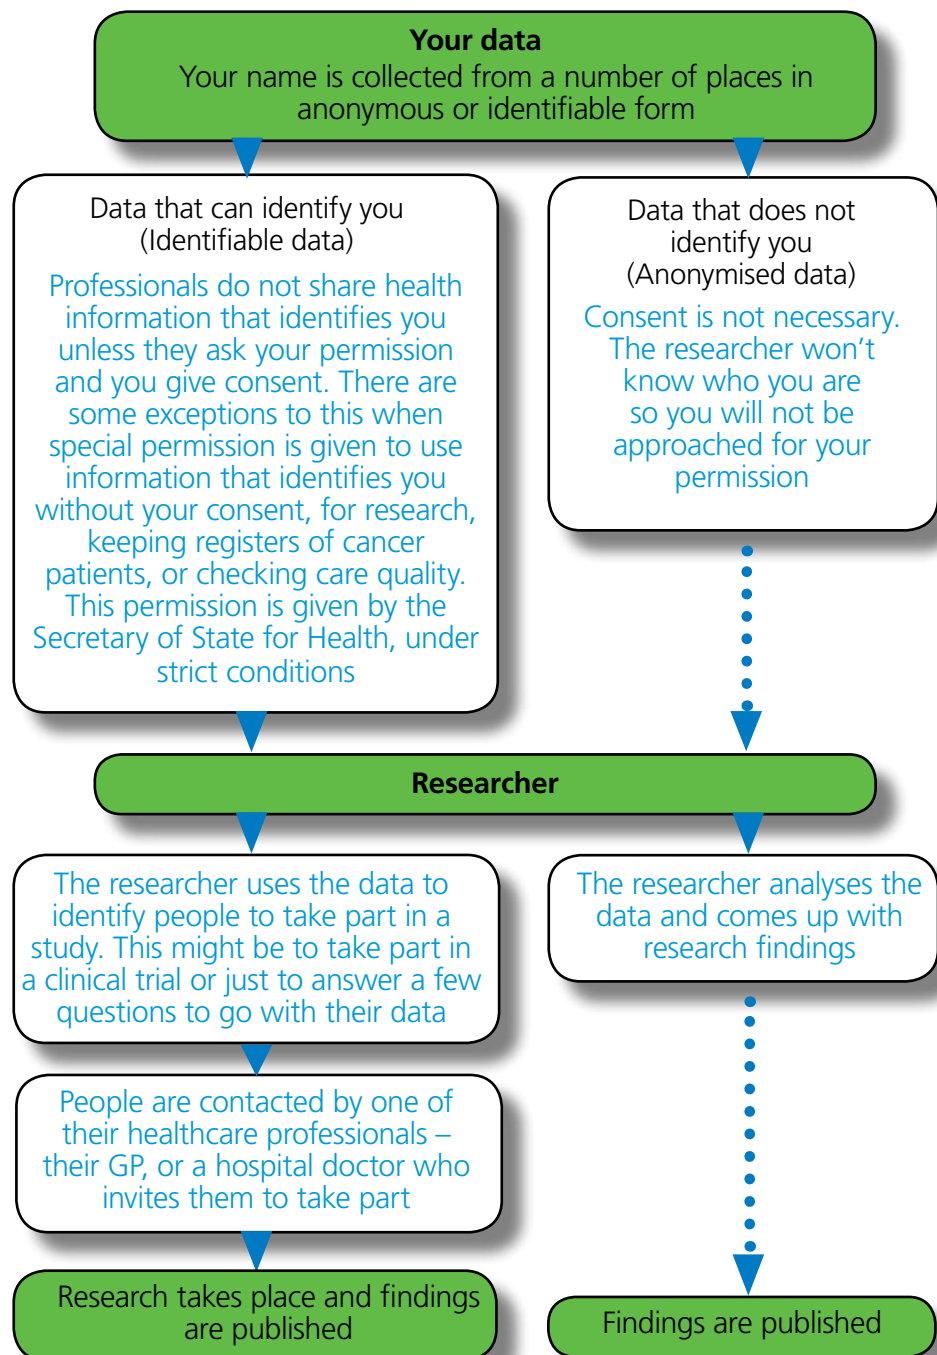 Your data
Your name is collected from a number of places in
anonymous or identifiable form
Data that can identify you
(Identifiable data)
Professionals do not share health
information that identifies you
unless they ask your permission
and you give consent. There are
some exceptions to this when
special permission is given to use
information that identifies you
without your consent, for research,
keeping registers of cancer
patients, or checking care quality.
This permission is given by the
Secretary of State for Health, under
strict conditions
Data that does not
identify you
(Anonymised data)
Consent is not necessary.
The researcher won’t
know who you are
so you will not be
approached for your
permission
Researcher
The researcher uses the data to
identify people to take part in a
study. This might be to take part in
a clinical trial or just to answer a few
questions to go with their data
The researcher analyses the
data and comes up with
research findings
People are contacted by one of
their healthcare professionals –
their GP, or a hospital doctor who
invites them to take part
Research takes place and findings
are published
Findings are published